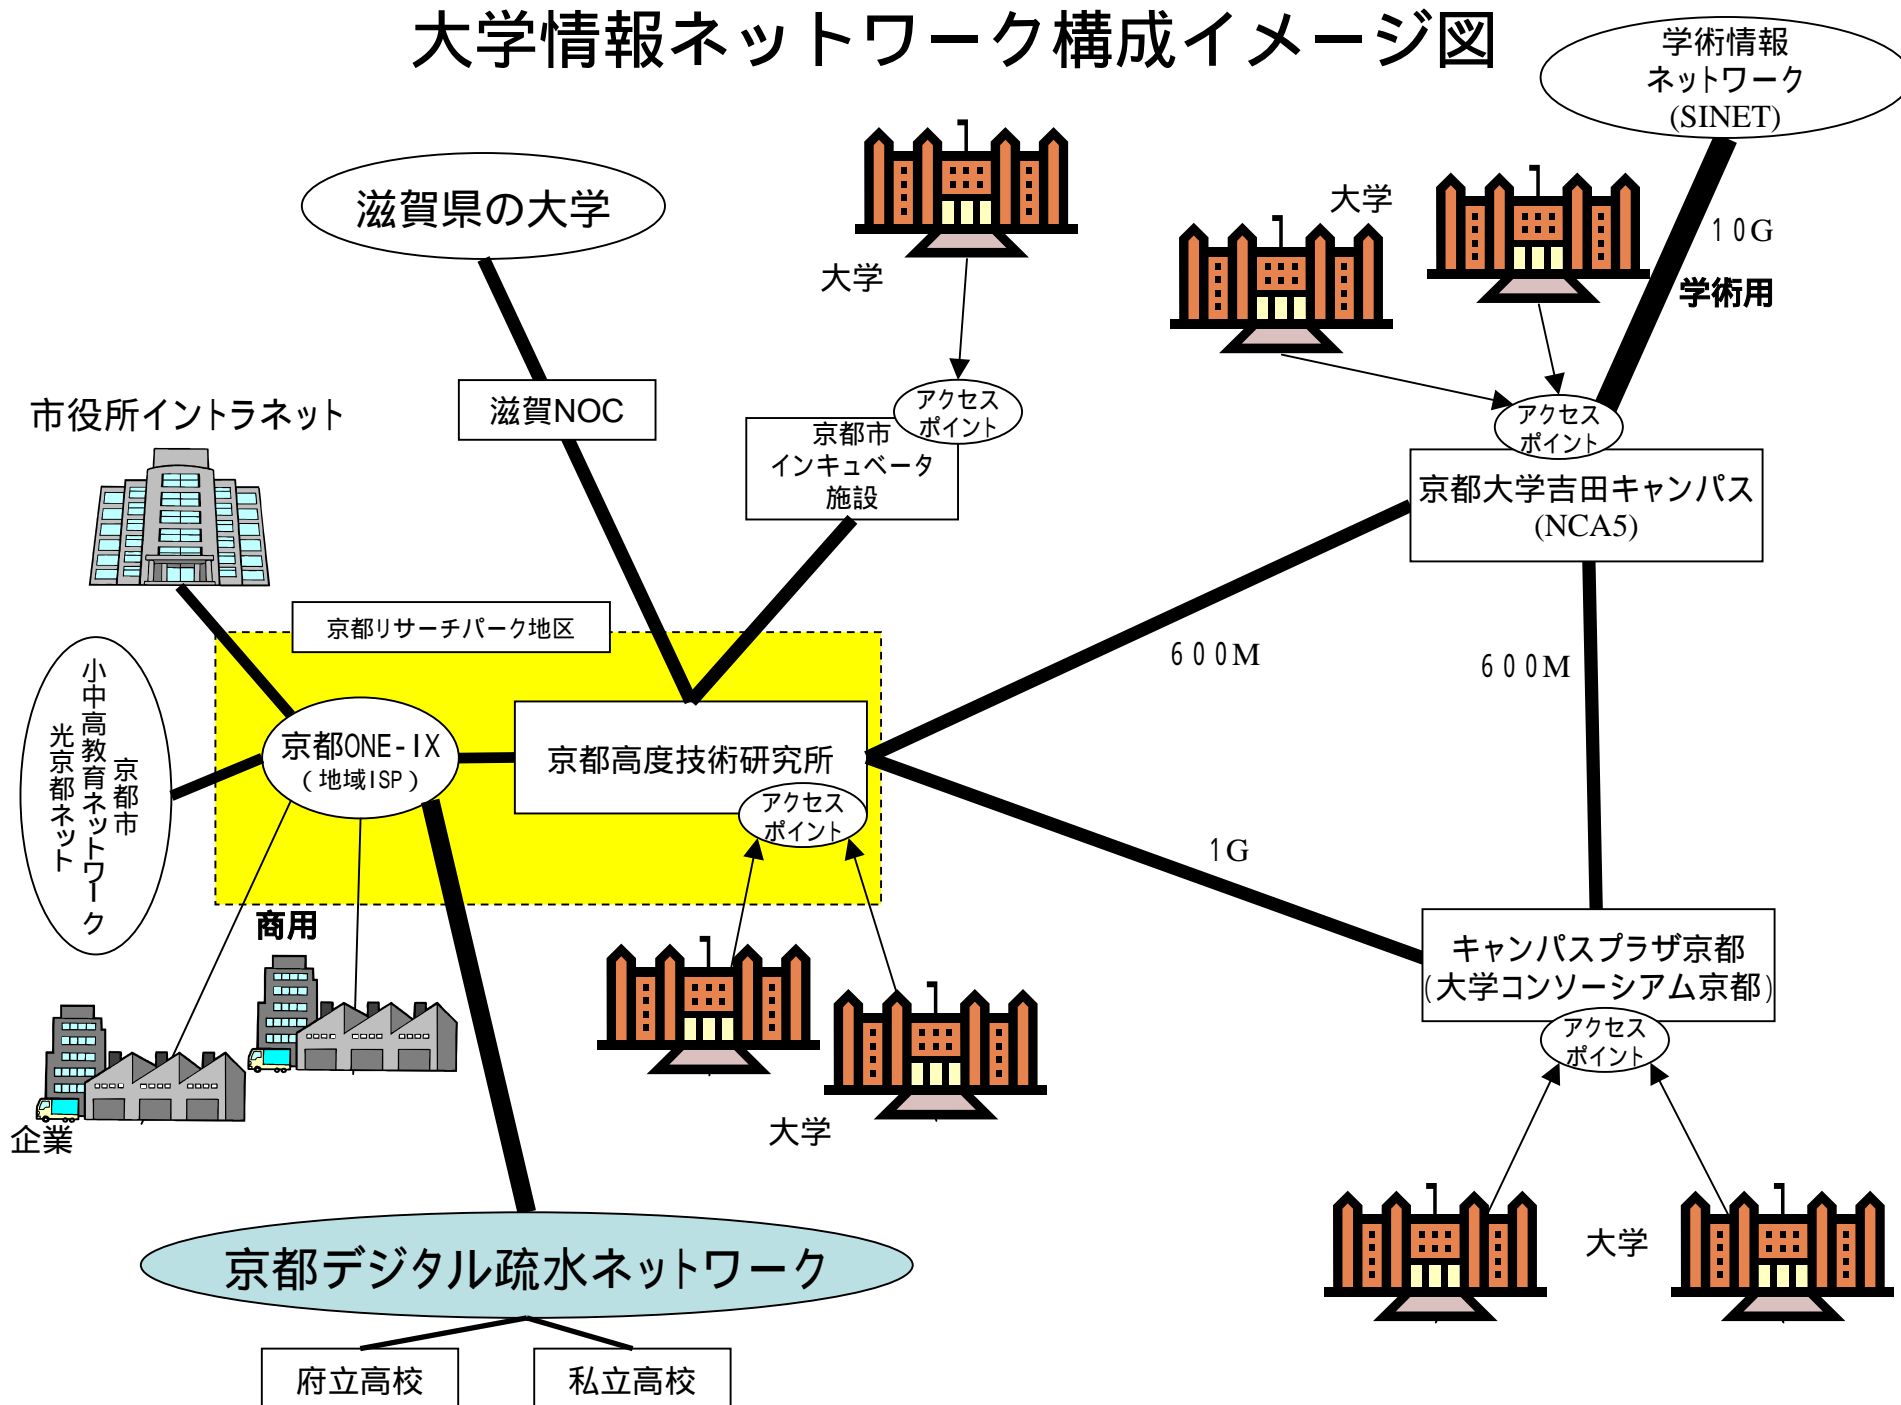 大学情報ネットワーク構成イメージ図
学術情報
ネットワーク
(SINET)
滋賀県の大学
大学
大学
10G
学術用
市役所イントラネット
滋賀NOC
アクセス
ポイント
京都市
インキュベータ
施設
アクセス
ポイント
京都大学吉田キャンパス
(NCA5)
京都リサーチパーク地区
600M
600M
京都市
小中高教育ネットワーク
光京都ネット
京都ONE-IX
(地域ISP)
京都高度技術研究所
アクセス
ポイント
1G
商用
キャンパスプラザ京都
(大学コンソーシアム京都)
アクセス
ポイント
企業
大学
大学
京都デジタル疏水ネットワーク
府立高校
私立高校